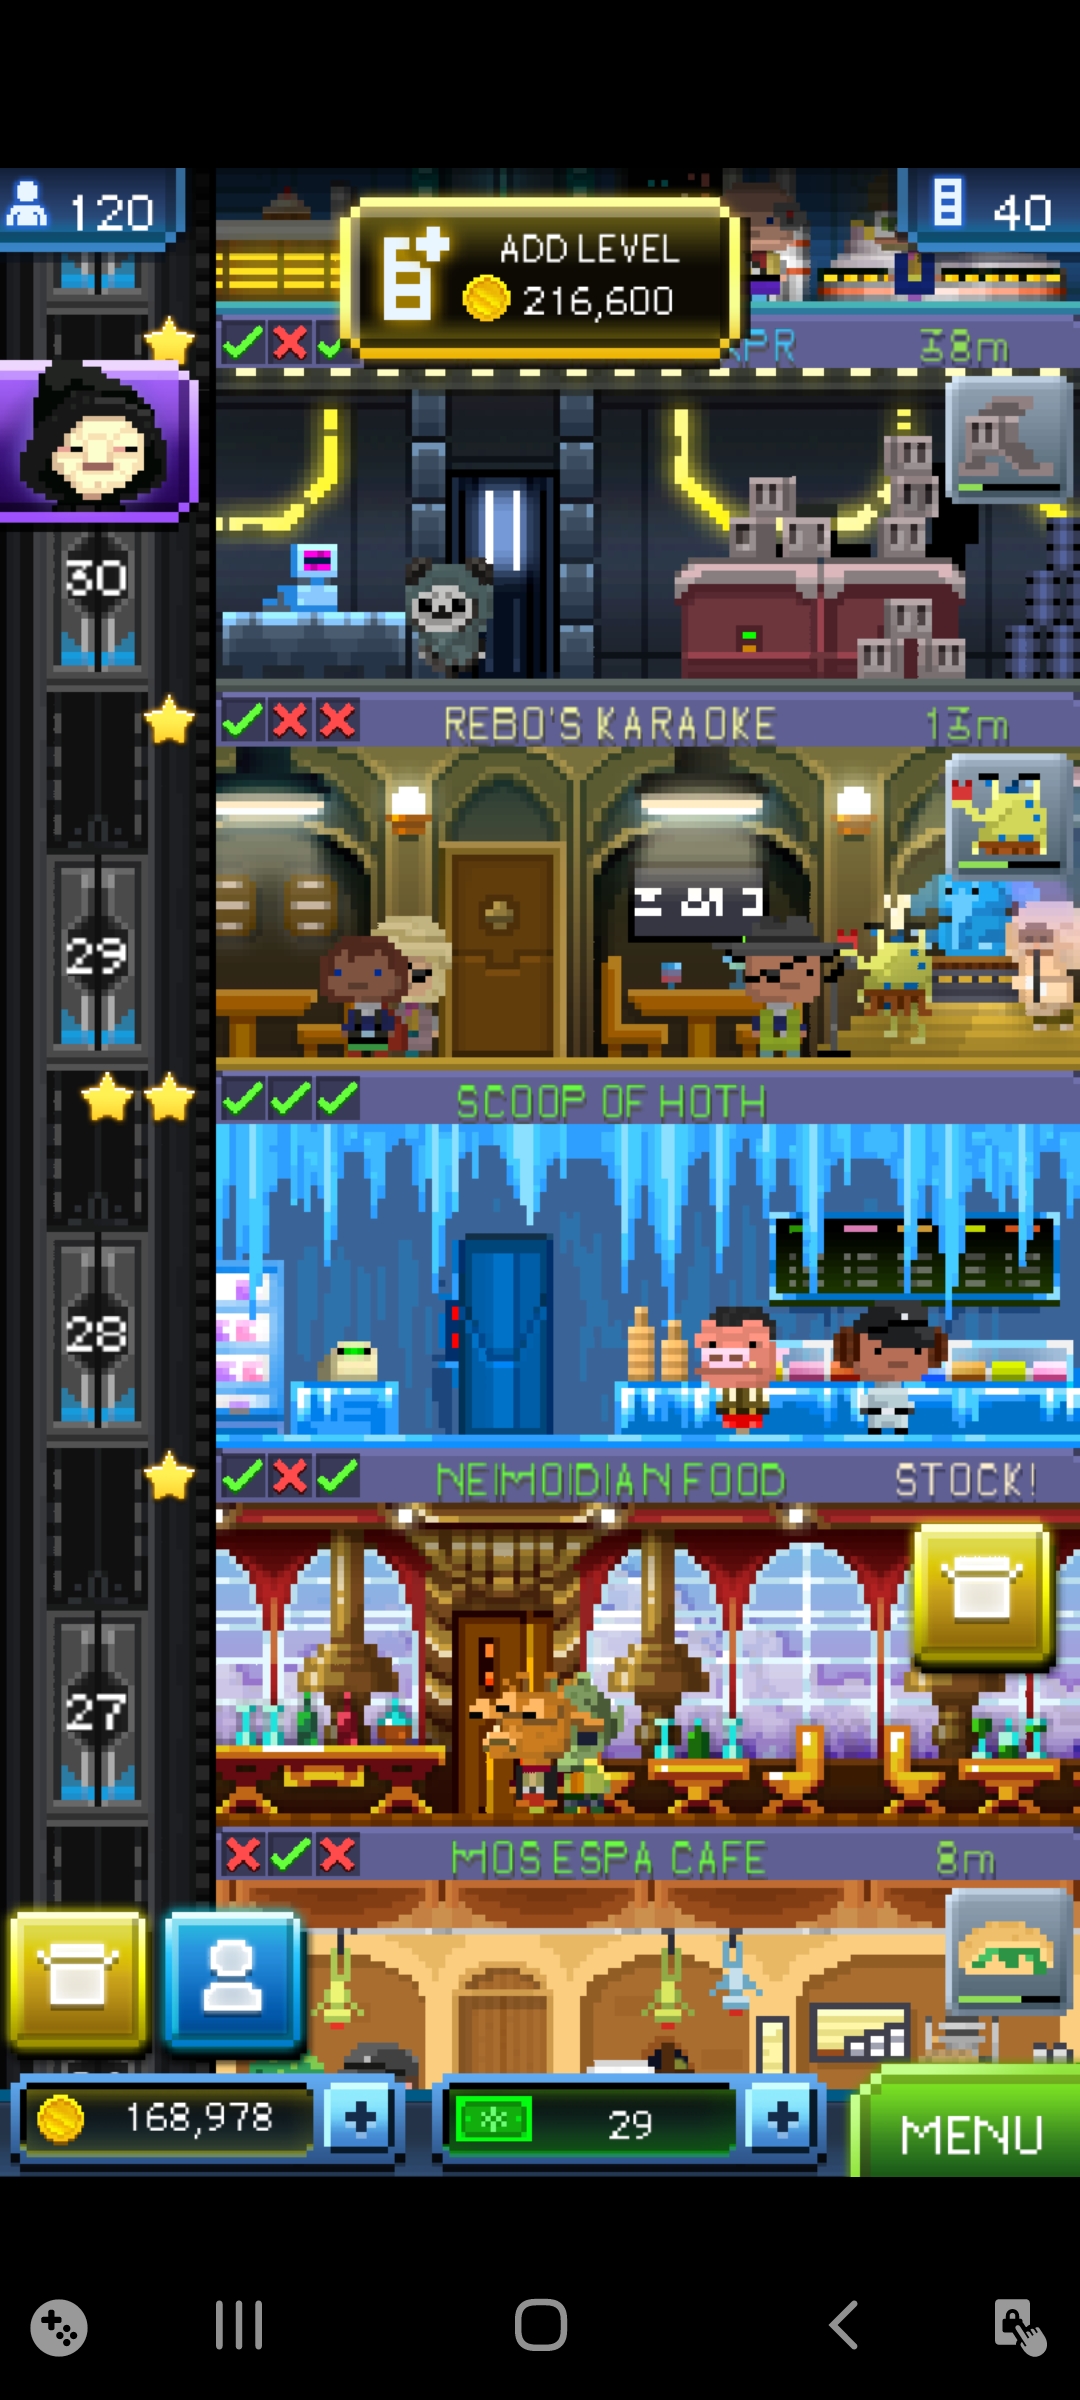 120
ADD LEVEL
216,600
40
38m
30
REBO'S KARAOKE
13m
29
SCOOP OF HOTH
28
NEIMOIDIAN FOOD
STOCK!
27
MOS ESPA CAFE
8m
168,978
29
MENU